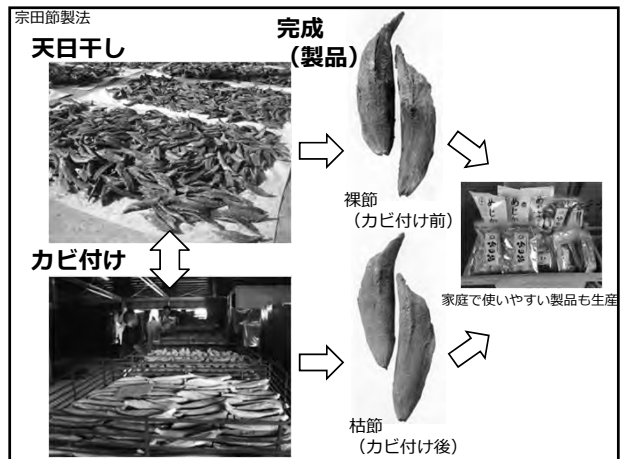 宗田節製法
天日干し
完成
（製品）
裸節
（カビ付け前）
カビ付け
家庭で使いやすい製品も生産
枯節
（カビ付け後）